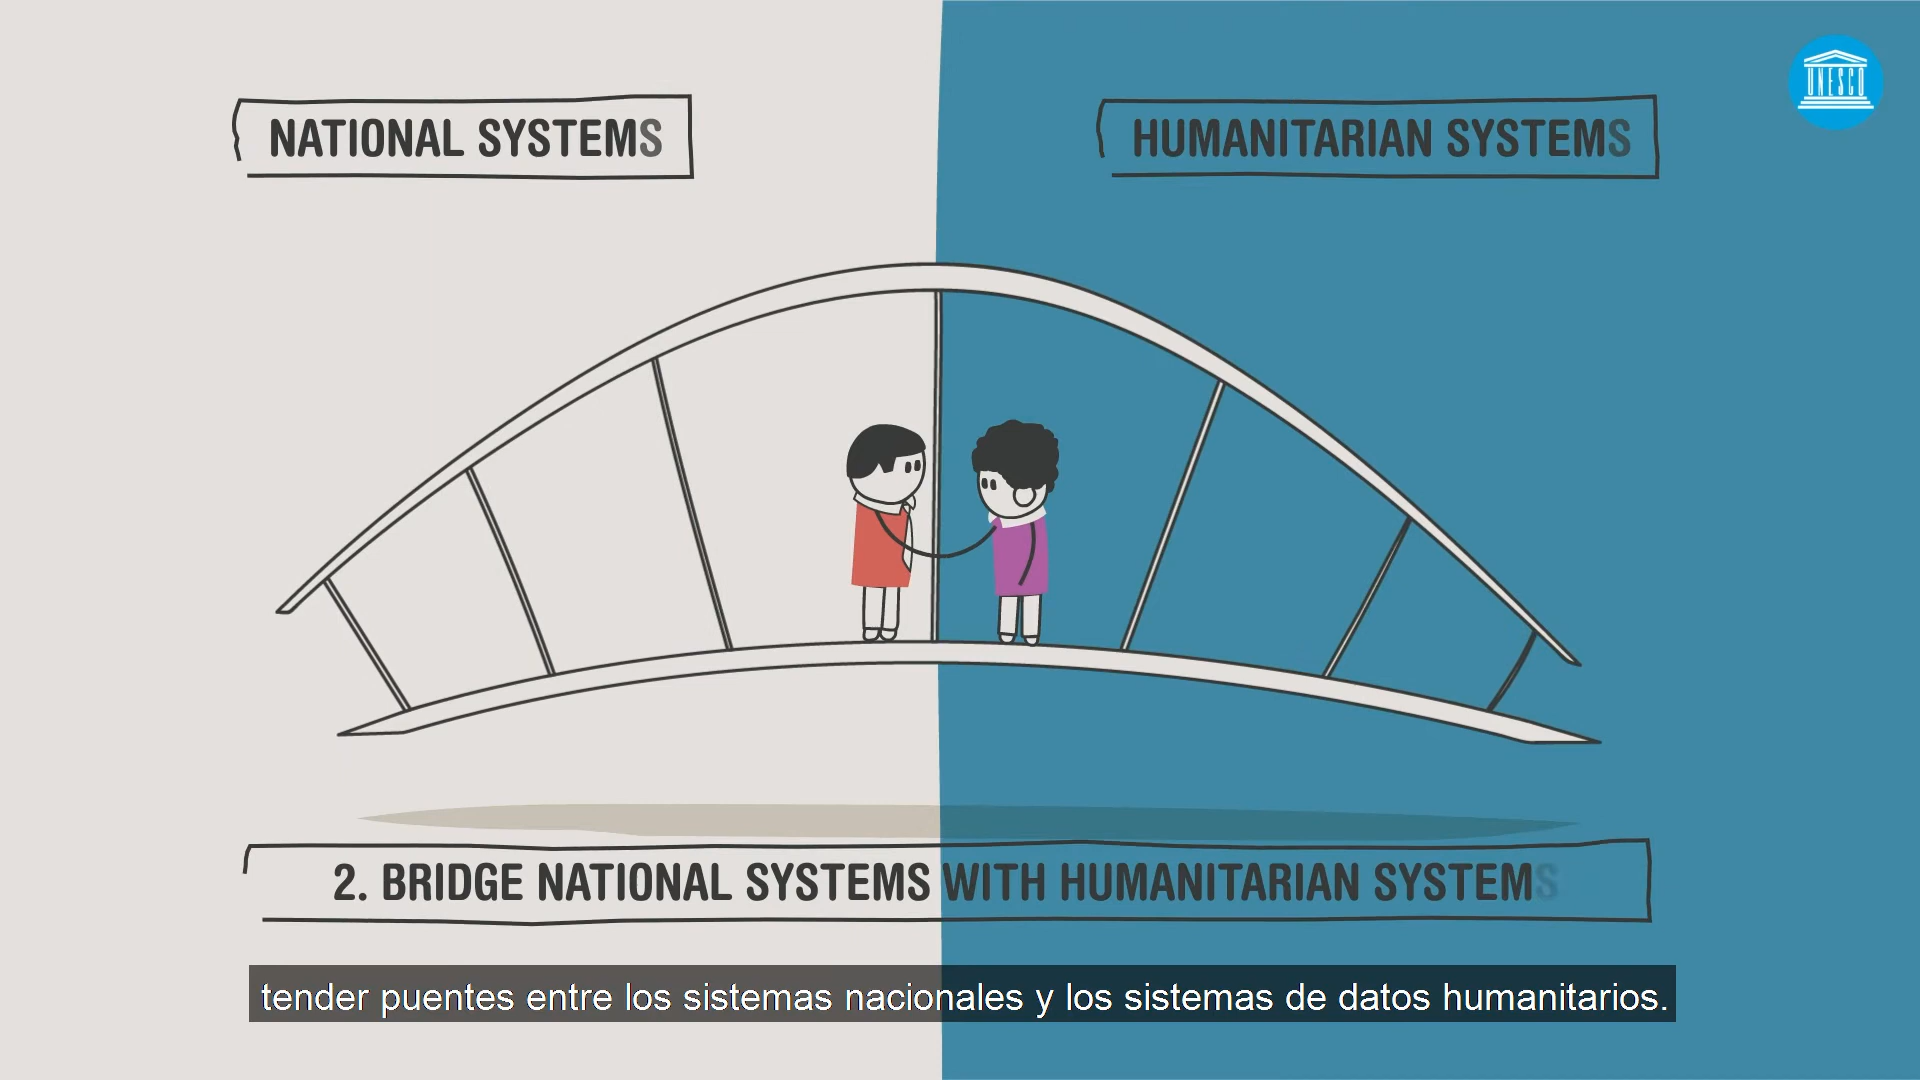 NATIONAL SYSTEMS
HUMANITARIAN SYSTEMS
UNESCO
2. BRIDGE NATIONAL SYSTEMS WITH HUMANITARIAN SYSTEMS
tender puentes entre los sistemas nacionales y los sistemas de datos humanitarios.